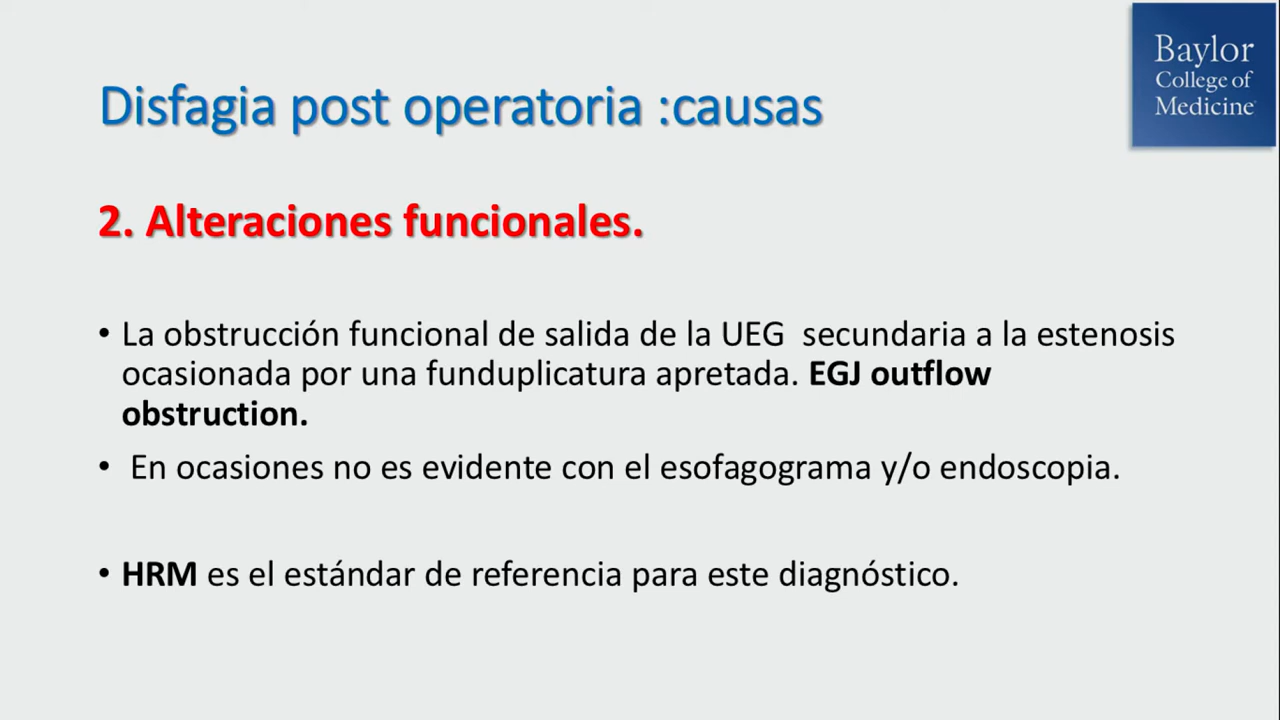 Baylor
College of
Medicine
Disfagia post operatoria :causas
2. Alteraciones funcionales.
• La obstrucción funcional de salida de la UEG secundaria a la estenosis
ocasionada por una funduplicatura apretada. EGJ outflow
obstruction.
• En ocasiones no es evidente con el esofagograma y/o endoscopia.
• HRM es el estándar de referencia para este diagnóstico.